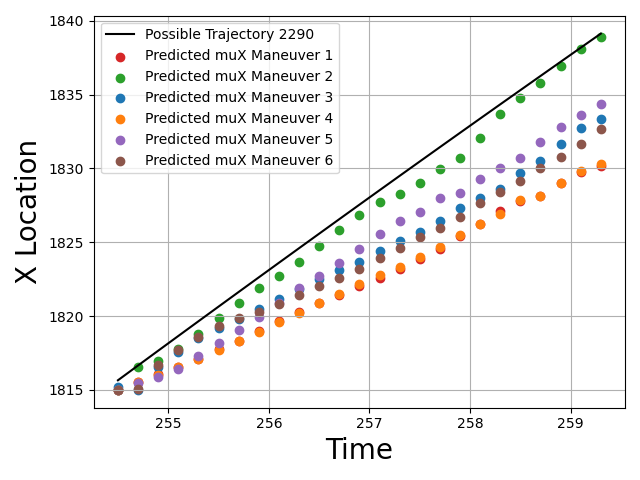 1840
1835
1830
1825
1820
1815
X Location
Possible Trajectory 2290
Predicted muX Maneuver 1
Predicted muX Maneuver 2
Predicted muX Maneuver 3
Predicted muX Maneuver 4
Predicted muX Maneuver 5
Predicted muX Maneuver 6
255 256 257 258 259
Time